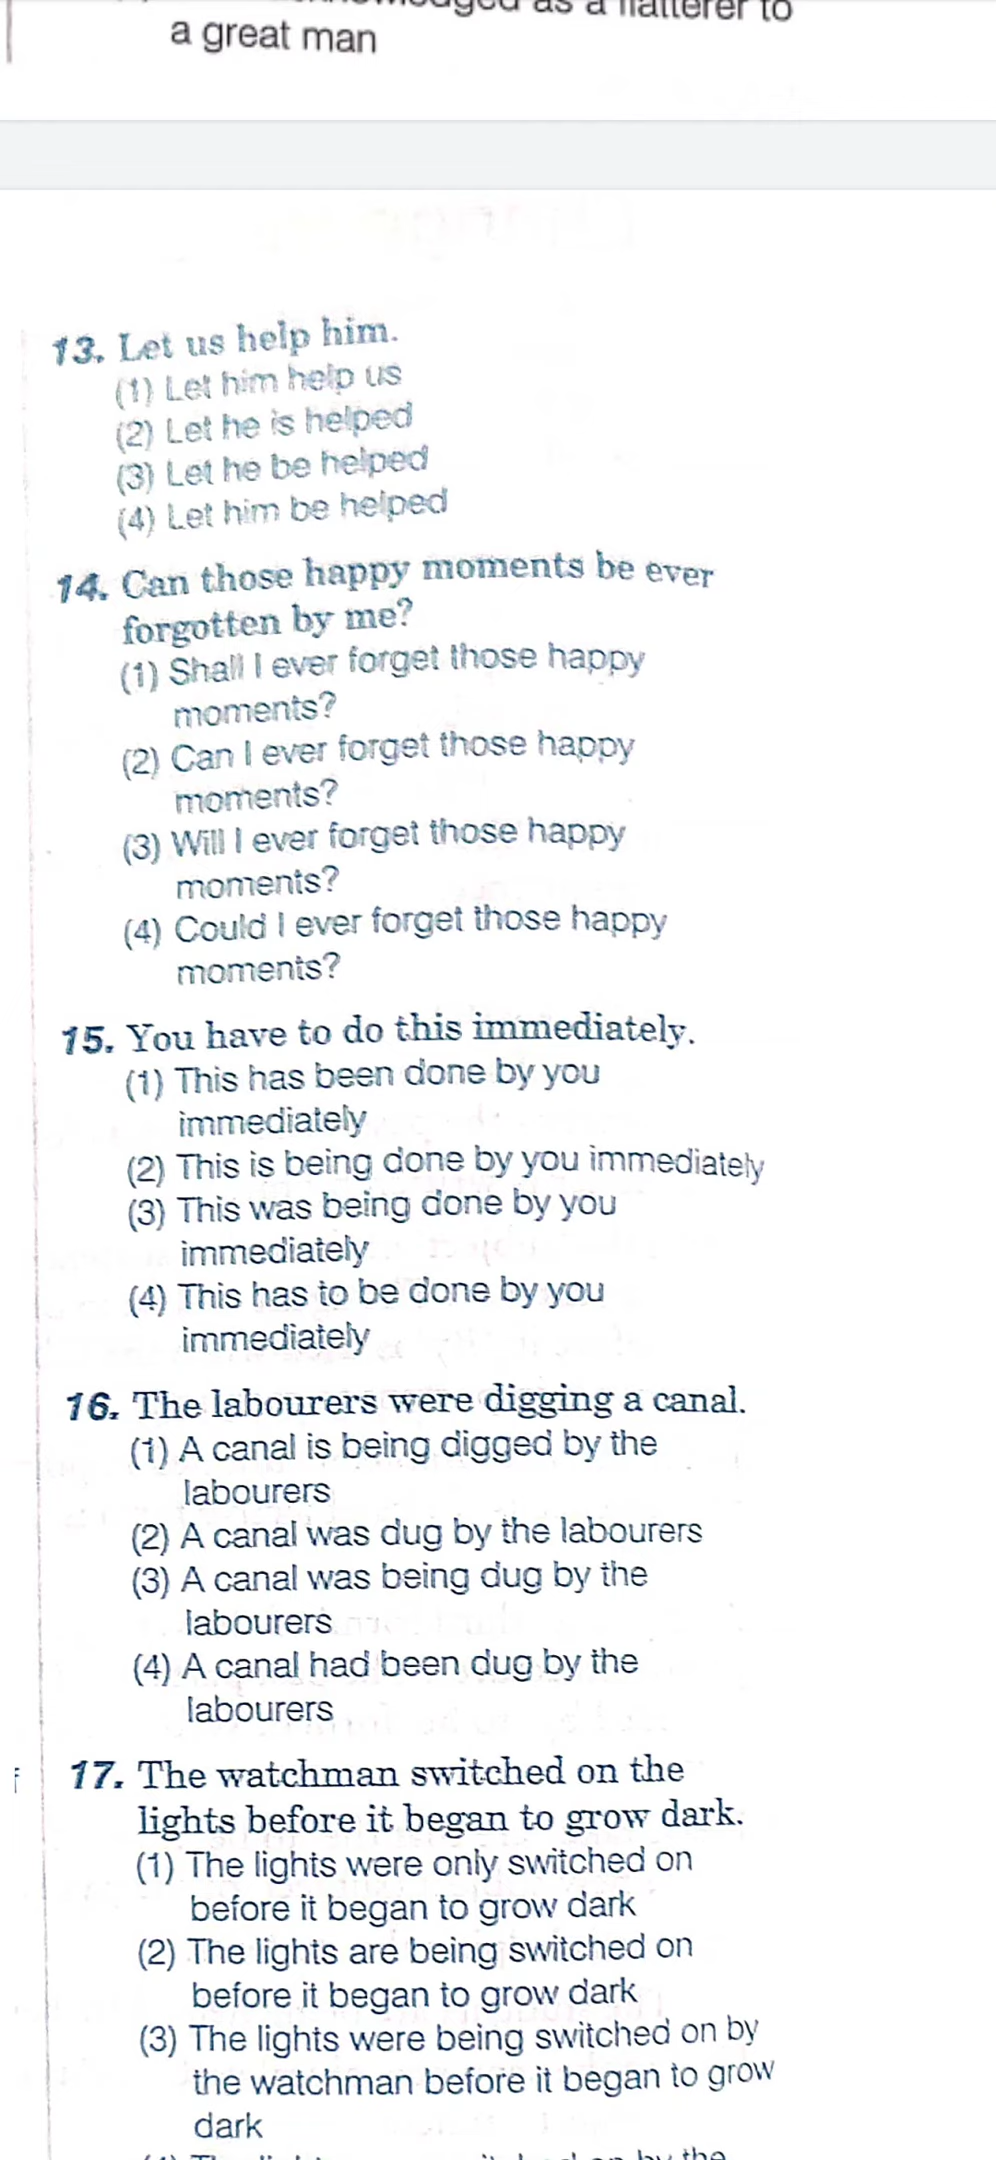 as a flatterer to
a great man
13. Let us help him.
(1) Let him help us
(2) Let he is helped
(3) Let he be helped
(4) Let him be helped
14. Can those happy moments be ever
forgotten by me?
(1) Shall I ever forget those happy
moments?
(2) Can I ever forget those happy
moments?
(3) Will I ever forget those happy
moments?
(4) Could I ever forget those happy
moments?
15. You have to do this immediately.
(1) This has been done by you
immediately
(2) This is being done by you immediately
(3) This was being done by you
immediately
(4) This has to be done by you
immediately
16. The labourers were digging a canal.
(1) A canal is being digged by the
labourers
(2) A canal was dug by the labourers
(3) A canal was being dug by the
labourers
(4) A canal had been dug by the
labourers
17. The watchman switched on the
lights before it began to grow dark.
(1) The lights were only switched on
before it began to grow dark
(2) The lights are being switched on
before it began to grow dark
(3) The lights were being switched on by
the watchman before it began to grow
dark